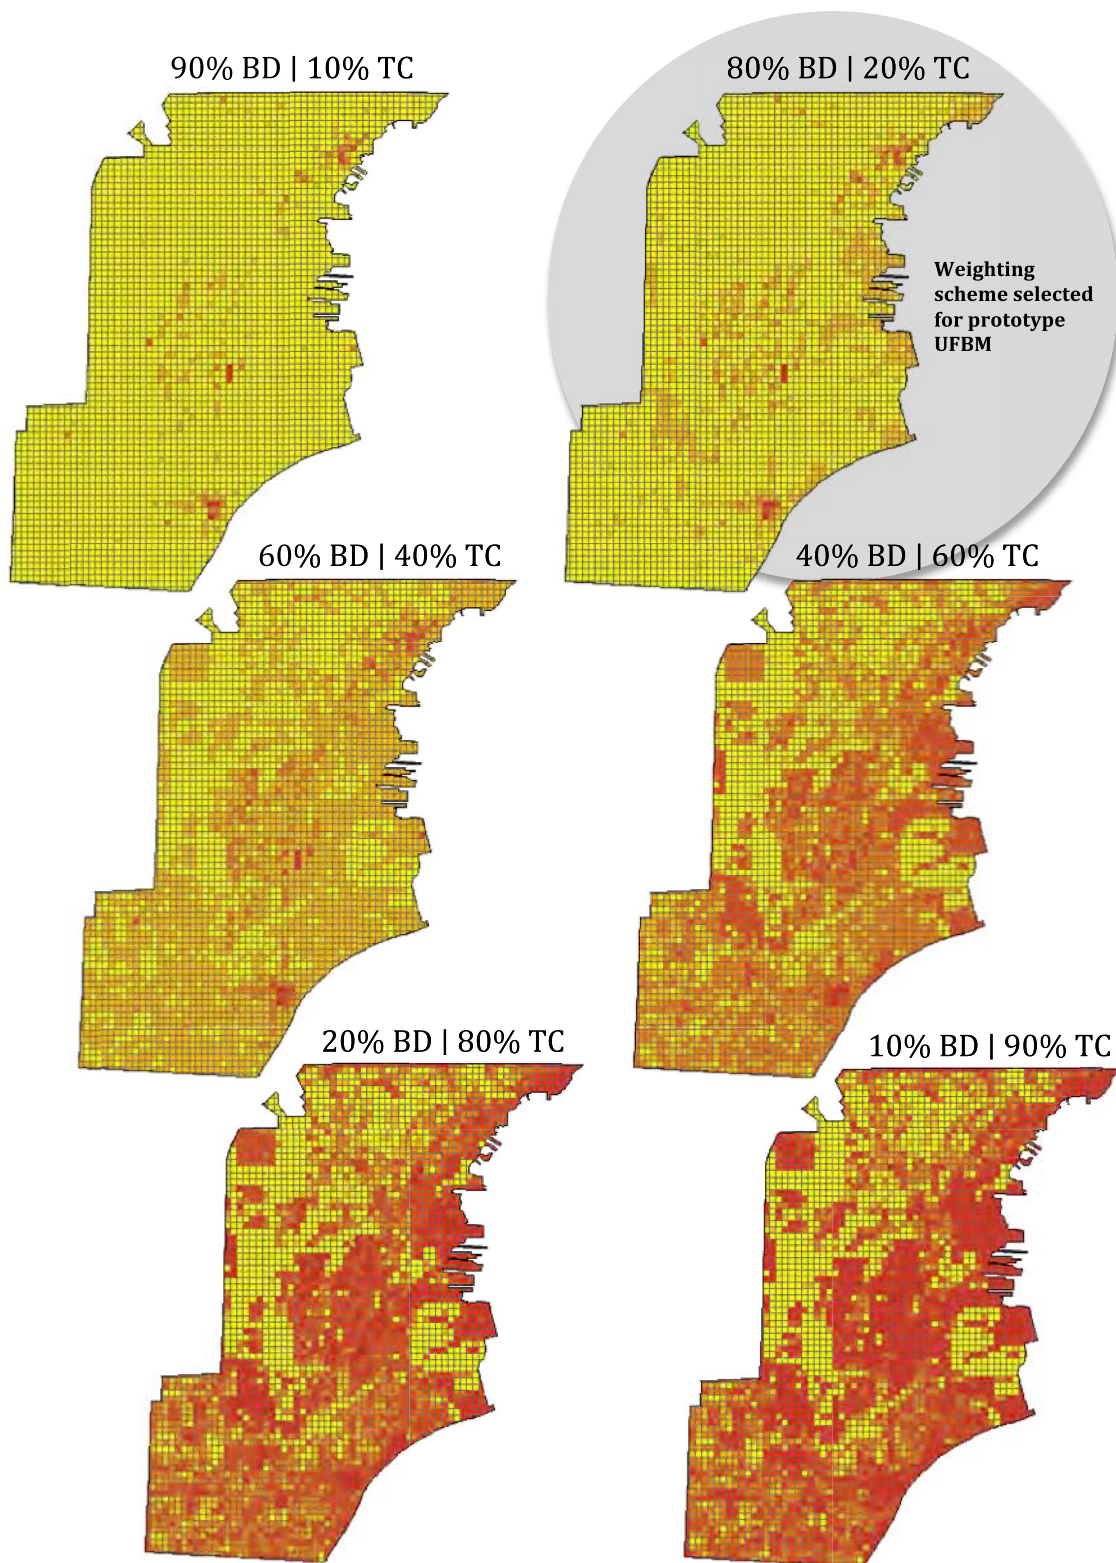 90% BD | 10% TC
80% BD | 20% TC
Weighting
scheme selected
for prototype
UFBM
60% BD | 40% TC
40% BD | 60% TC
20% BD | 80% TC
10% BD | 90% TC